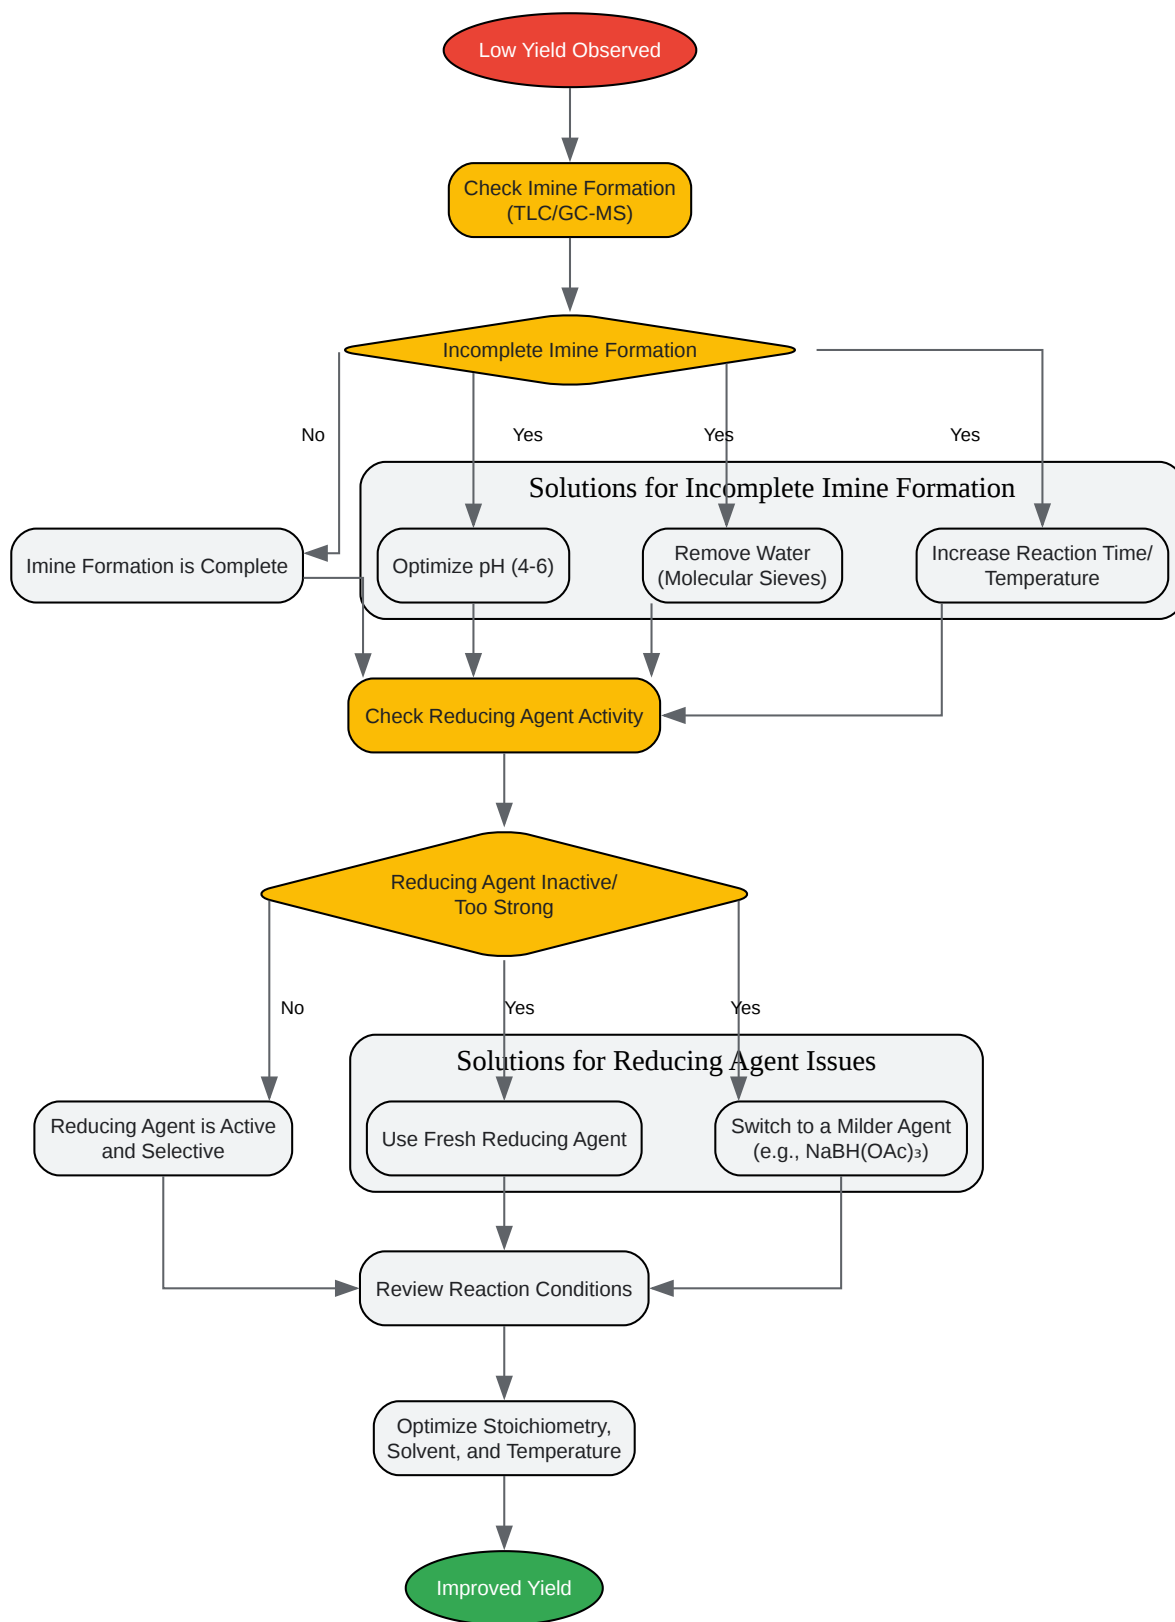 Low Yield Observed
Check Imine Formation
(TLC/GC-MS)
Incomplete Imine Formation
No
Yes
Yes
Yes
Solutions for Incomplete Imine Formation
Imine Formation is Complete
Optimize pH (4-6)
Remove Water
(Molecular Sieves)
Increase Reaction Time/
Temperature
Check Reducing Agent Activity
Reducing Agent Inactive/
Too Strong
No
Yes
Yes
Solutions for Reducing Agent Issues
Reducing Agent is Active
and Selective
Use Fresh Reducing Agent
Switch to a Milder Agent
(e.g., NaBH(OAc)₃)
Review Reaction Conditions
Optimize Stoichiometry,
Solvent, and Temperature
Improved Yield